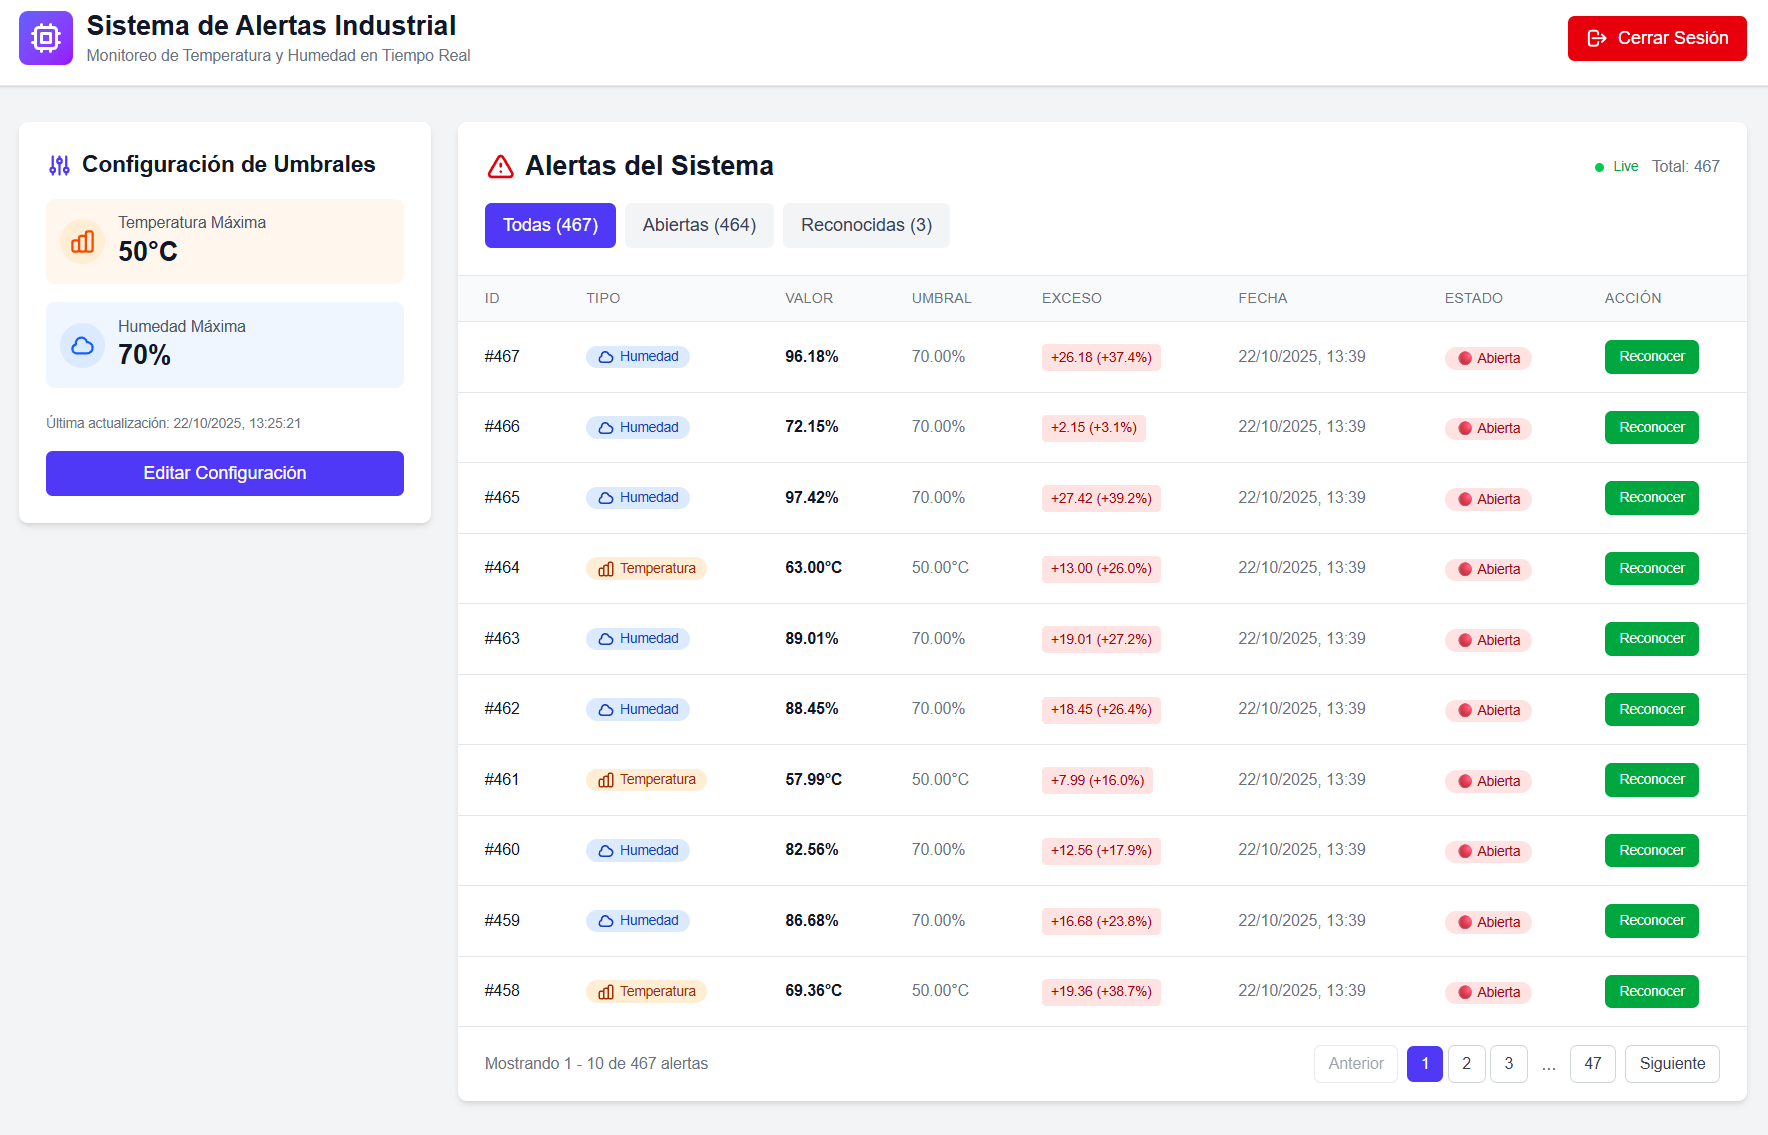 Sistema de Alertas Industrial
Monitoreo de Temperatura y Humedad en Tiempo Real
Cerrar Sesión
Configuración de Umbrales
Temperatura Máxima
50°C
Humedad Máxima
70%
Última actualización: 22/10/2025, 13:25:21
Editar Configuración
Alertas del Sistema
Live Total: 467
Todas (467) Abiertas (464) Reconocidas (3)
ID TIPO VALOR UMBRAL EXCESO FECHA ESTADO ACCIÓN
#467 Humedad 96.18% 70.00% +26.18 (+37.4%) 22/10/2025, 13:39 Abierta Reconocer
#466 Humedad 72.15% 70.00% +2.15 (+3.1%) 22/10/2025, 13:39 Abierta Reconocer
#465 Humedad 97.42% 70.00% +27.42 (+39.2%) 22/10/2025, 13:39 Abierta Reconocer
#464 Temperatura 63.00°C 50.00°C +13.00 (+26.0%) 22/10/2025, 13:39 Abierta Reconocer
#463 Humedad 89.01% 70.00% +19.01 (+27.2%) 22/10/2025, 13:39 Abierta Reconocer
#462 Humedad 88.45% 70.00% +18.45 (+26.4%) 22/10/2025, 13:39 Abierta Reconocer
#461 Temperatura 57.99°C 50.00°C +7.99 (+16.0%) 22/10/2025, 13:39 Abierta Reconocer
#460 Humedad 82.56% 70.00% +12.56 (+17.9%) 22/10/2025, 13:39 Abierta Reconocer
#459 Humedad 86.68% 70.00% +16.68 (+23.8%) 22/10/2025, 13:39 Abierta Reconocer
#458 Temperatura 69.36°C 50.00°C +19.36 (+38.7%) 22/10/2025, 13:39 Abierta Reconocer
Mostrando 1 - 10 de 467 alertas
Anterior 1 2 3 ... 47 Siguiente